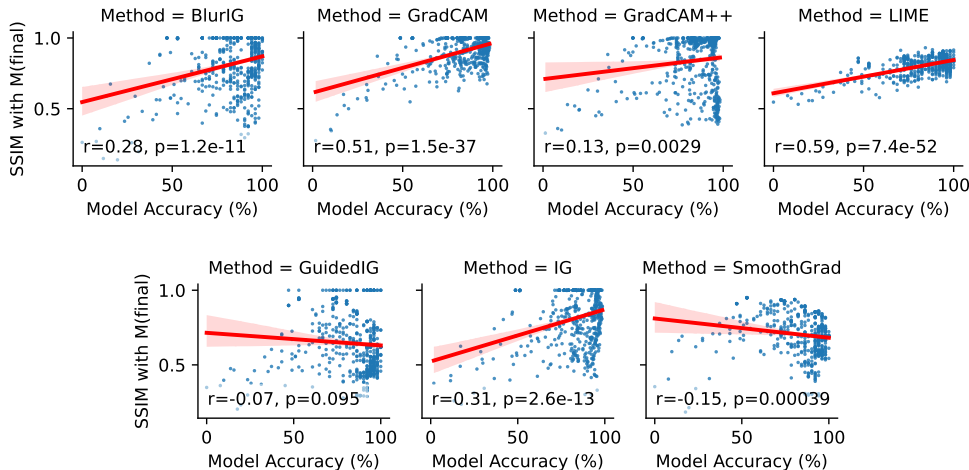 Method = BlurIG
Method = GradCAM
Method = GradCAM++
Method = LIME
SSIM with M(final)
1.0
0.5
r=0.28, p=1.2e-11
r=0.51, p=1.5e-37
r=0.13, p=0.0029
r=0.59, p=7.4e-52
0 50 100
0 50 100
0 50 100
0 50 100
Model Accuracy (%)
Model Accuracy (%)
Model Accuracy (%)
Model Accuracy (%)
Method = GuidedIG
Method = IG
Method = SmoothGrad
SSIM with M(final)
1.0
0.5
r=-0.07, p=0.095
r=0.31, p=2.6e-13
r=-0.15, p=0.00039
0 50 100
0 50 100
0 50 100
Model Accuracy (%)
Model Accuracy (%)
Model Accuracy (%)